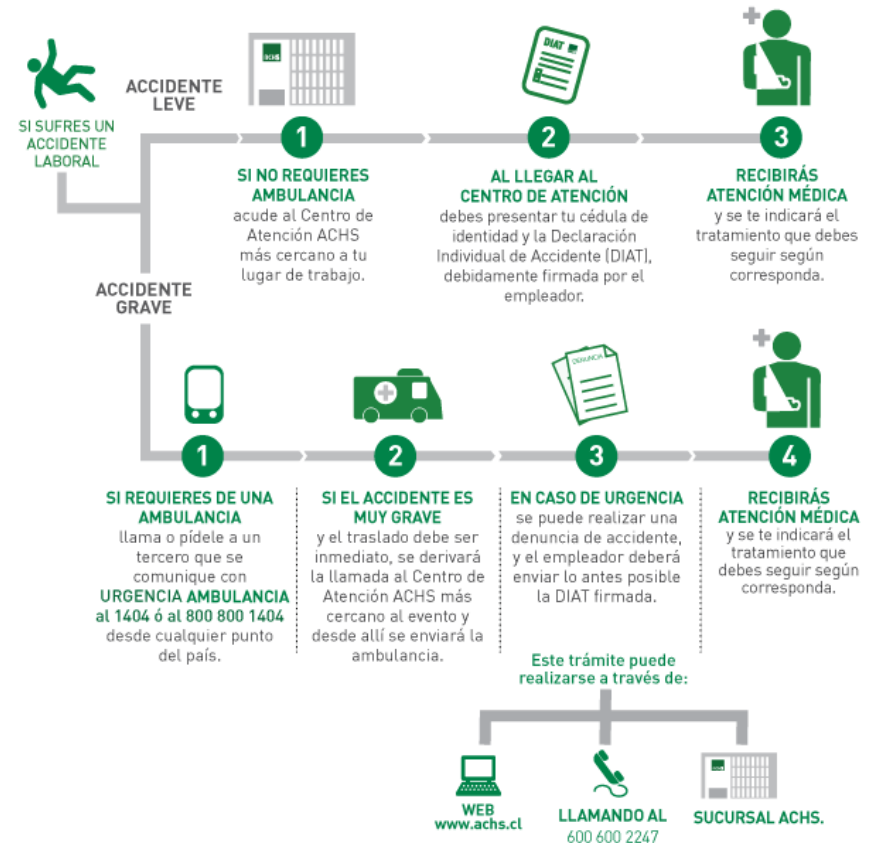 SI SUFRES UN
ACCIDENTE
LABORAL
ACCIDENTE
LEVE
ACHS
1
SI NO REQUIERES
AMBULANCIA
acude al Centro de
Atención ACHS
más cercano a tu
lugar de trabajo.
DIAT
2
AL LLEGAR AL
CENTRO DE ATENCIÓN
debes presentar tu cédula de
identidad y la Declaración
Individual de Accidente (DIAT),
debidamente firmada por el
empleador.
3
RECIBIRÁS
ATENCIÓN MÉDICA
y se te indicará el
tratamiento que debes
seguir según
corresponda.
ACCIDENTE
GRAVE
1
SI REQUIERES DE UNA
AMBULANCIA
llama o pídele a un
tercero que se
comunique con
URGENCIA AMBULANCIA
al 1404 ó al 800 800 1404
desde cualquier punto
del país.
2
SI EL ACCIDENTE ES
MUY GRAVE
y el traslado debe ser
inmediato, se derivará
la llamada al Centro de
Atención ACHS más
cercano al evento y
desde allí se enviará la
ambulancia.
DENUNCIA
3
EN CASO DE URGENCIA
se puede realizar una
denuncia de accidente,
y el empleador deberá
enviar lo antes posible
la DIAT firmada.
4
RECIBIRÁS
ATENCIÓN MÉDICA
y se te indicará el
tratamiento que
debes seguir según
corresponda.
Este trámite puede
realizarse a través de:
WEB
www.achs.cl
LLAMANDO AL
600 600 2247
ACHS
SUCURSAL ACHS.